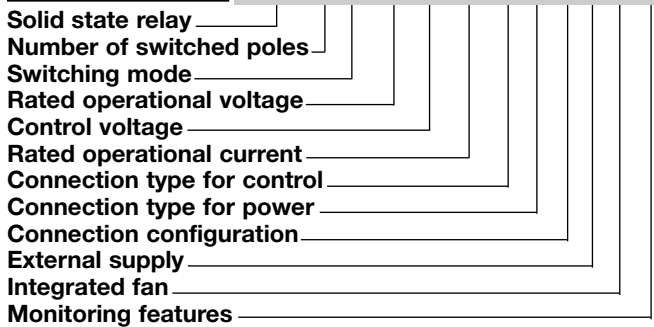 Solid state relay
Number of switched poles
Switching mode
Rated operational voltage
Control voltage
Rated operational current
Connection type for control
Connection type for power
Connection configuration
External supply
Integrated fan
Monitoring features